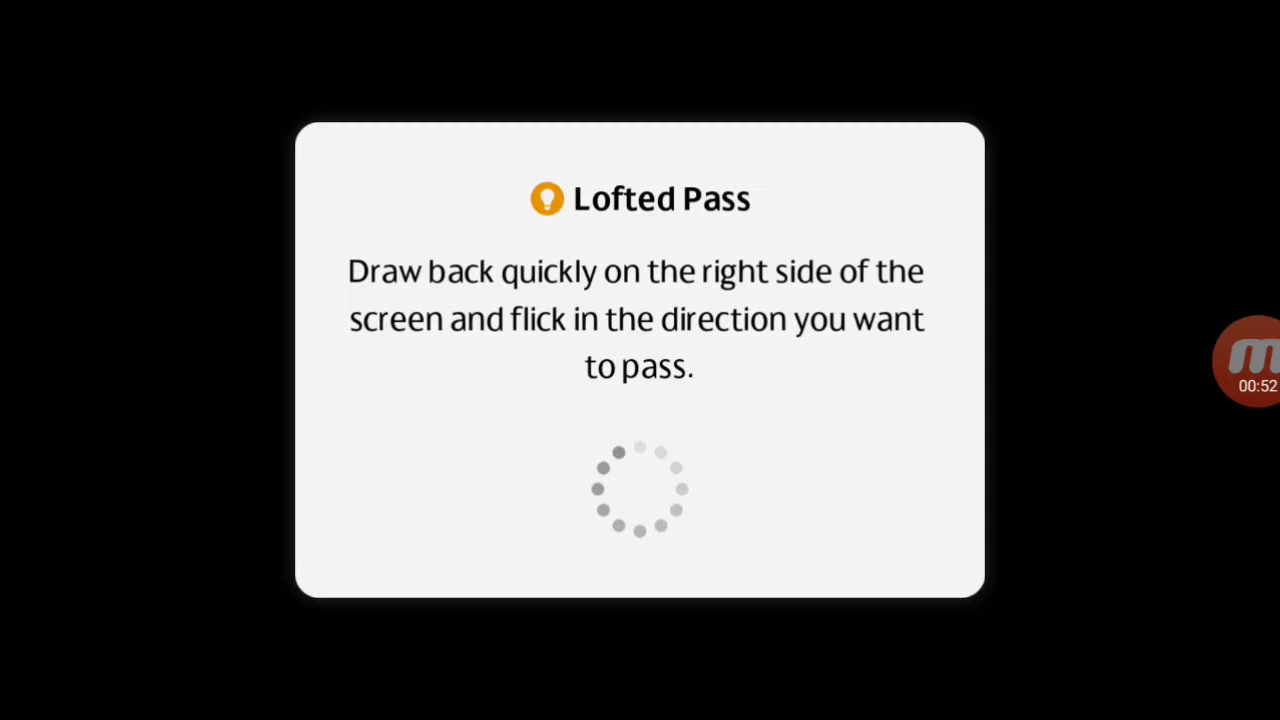 Lofted Pass
Draw back quickly on the right side of the
screen and flick in the direction you want
to pass.
m
00:52